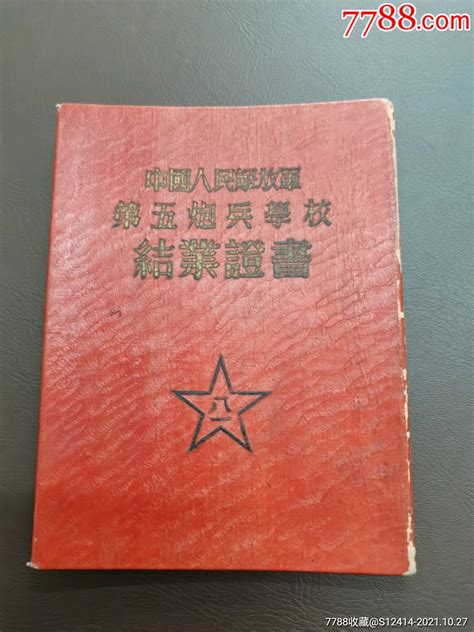 7788.com
中國人民解放軍
第五炮兵學校
結業證書
八一
7788收藏@S12414-2021.10.27